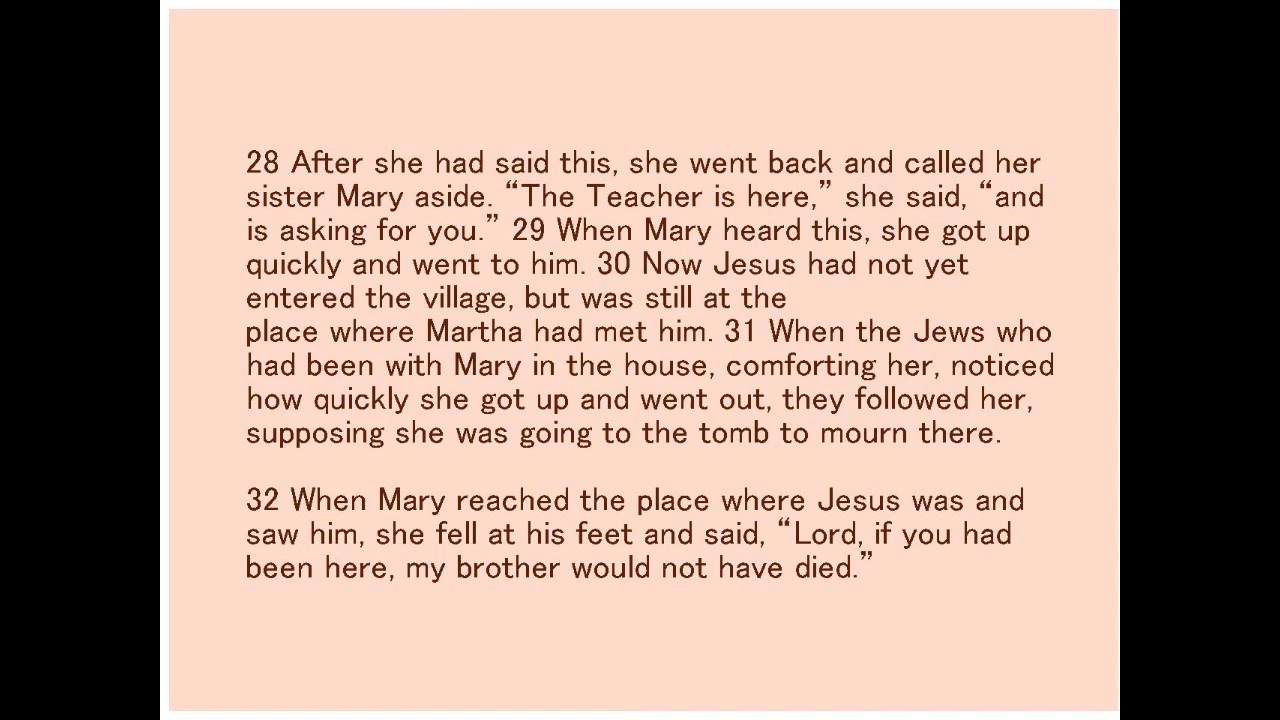 28 After she had said this, she went back and called her
sister Mary aside. “The Teacher is here,” she said, “and
is asking for you.” 29 When Mary heard this, she got up
quickly and went to him. 30 Now Jesus had not yet
entered the village, but was still at the
place where Martha had met him. 31 When the Jews who
had been with Mary in the house, comforting her, noticed
how quickly she got up and went out, they followed her,
supposing she was going to the tomb to mourn there.

32 When Mary reached the place where Jesus was and
saw him, she fell at his feet and said, “Lord, if you had
been here, my brother would not have died.”